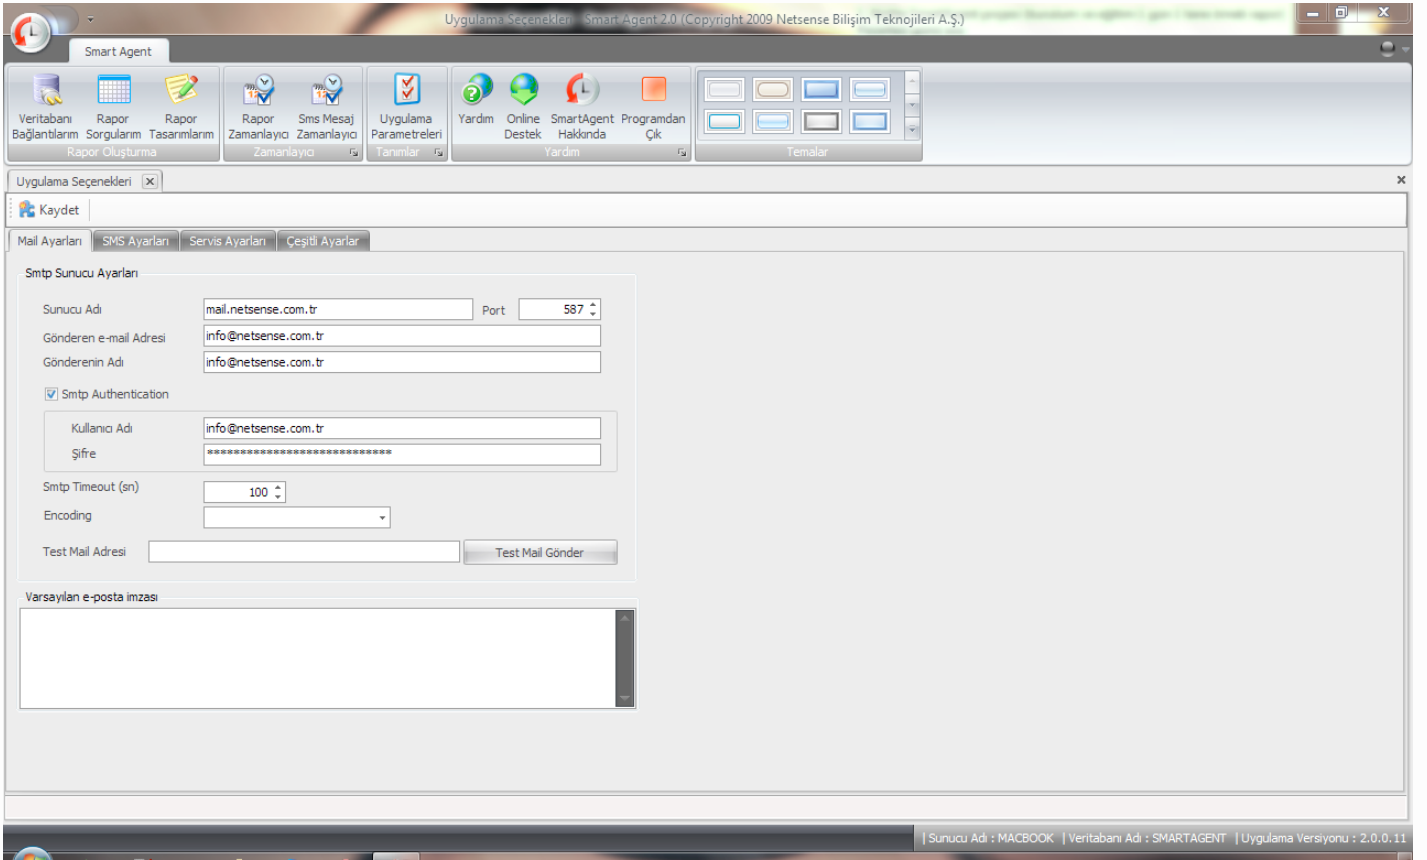 Uygulama Seçenekleri - Smart Agent 2.0 (Copyright 2009 Netsense Bilişim Teknojileri A.Ş.)
Smart Agent
Veritabanı Bağlantılarım
Rapor Sorgularım
Rapor Tasarımlarım
Rapor Zamanlayıcı
Sms Mesaj Zamanlayıcı
Uygulama Parametreleri
Yardım
Online Destek
SmartAgent Hakkında
Programdan Çık
Rapor Oluşturma
Zamanlayıcı
Tanımlar
Yardım
Temalar
Uygulama Seçenekleri
Kaydet
Mail Ayarları
SMS Ayarları
Servis Ayarları
Çeşitli Ayarlar
Smtp Sunucu Ayarları
Sunucu Adı mail.netsense.com.tr Port 587
Gönderen e-mail Adresi info@netsense.com.tr
Gönderenin Adı info@netsense.com.tr
Smtp Authentication
Kullanıcı Adı info@netsense.com.tr
Şifre ****************************
Smtp Timeout (sn) 100
Encoding
Test Mail Adresi Test Mail Gönder
Varsayılan e-posta imzası
| Sunucu Adı : MACBOOK | Veritabanı Adı : SMARTAGENT | Uygulama Versiyonu : 2.0.0.11